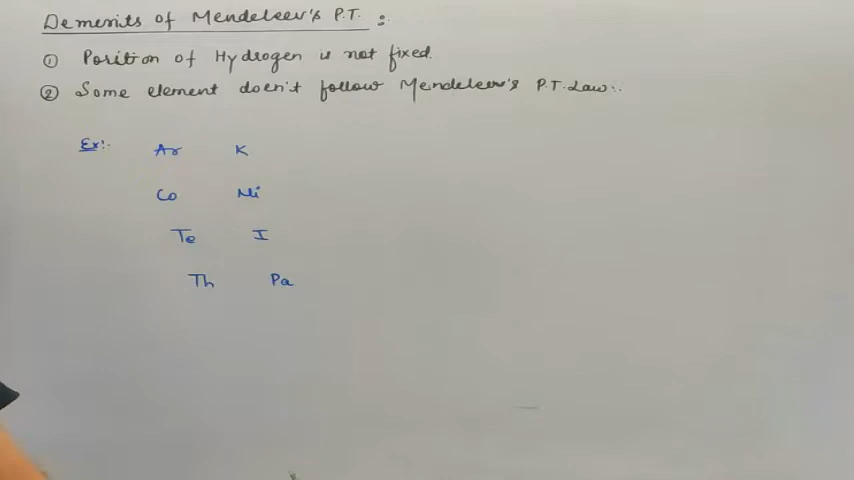 Demerits of Mendeleev's P.T. :
① Position of Hydrogen is not fixed.
② Some element doen't follow Mendeleev's P.T. Law:.
Ex:- Ar K
Co Ni
Te I
Th Pa